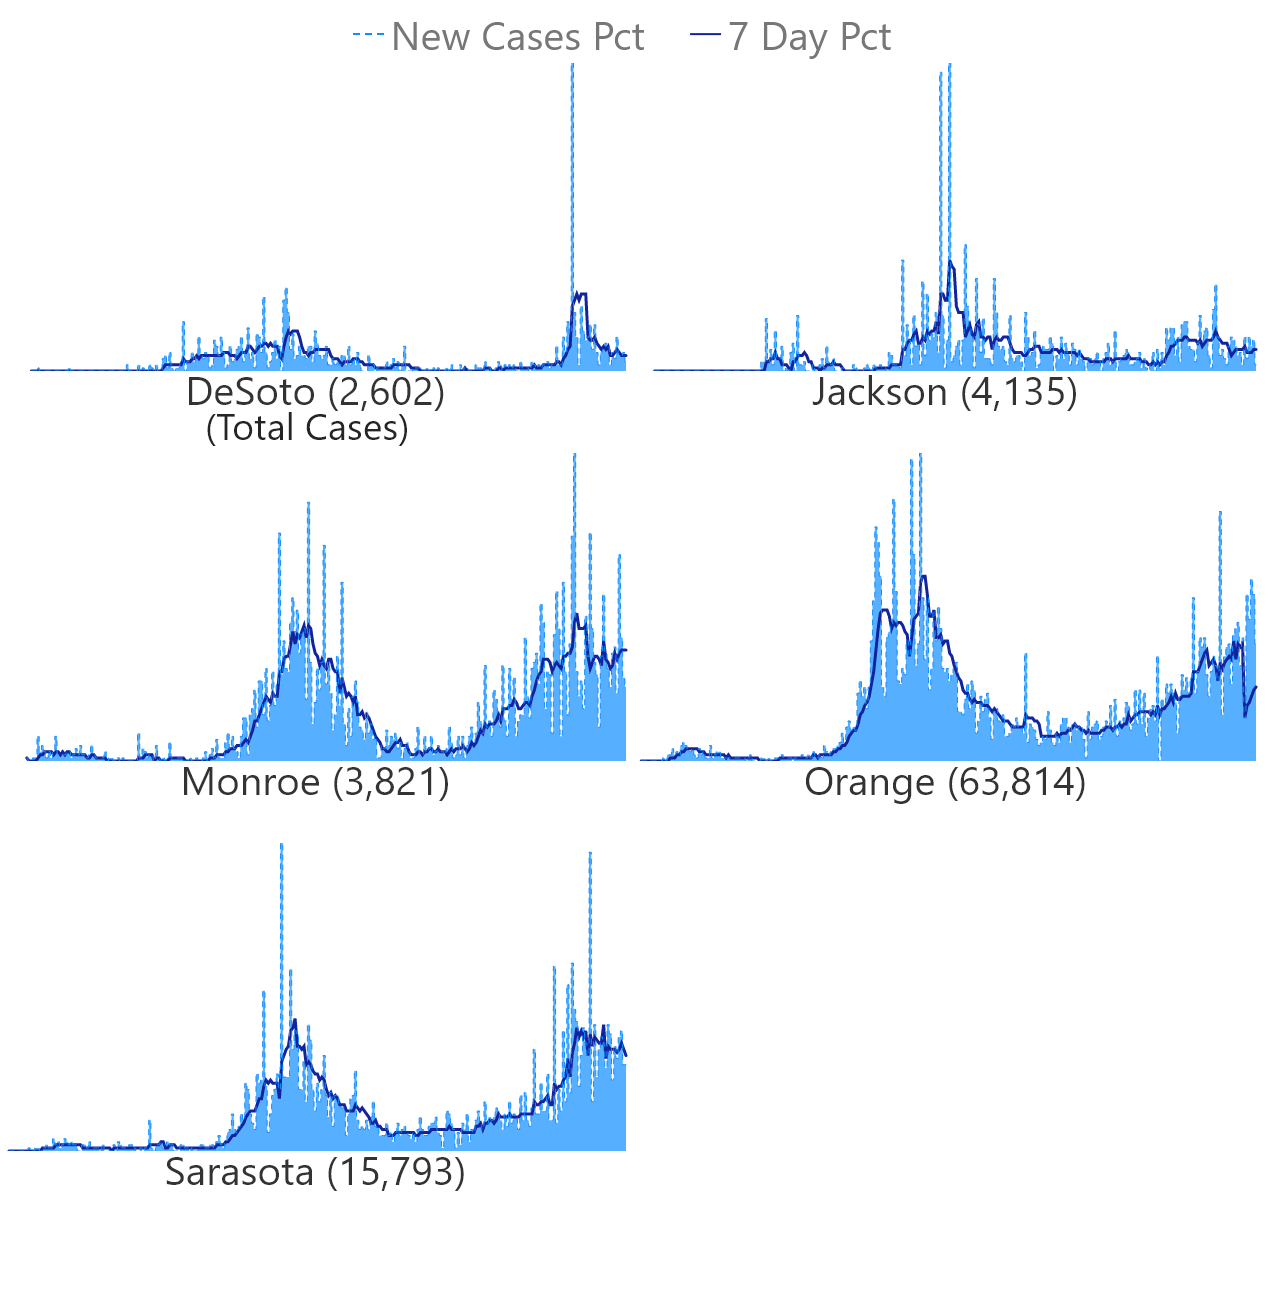 New Cases Pct 7 Day Pct
DeSoto (2,602)
(Total Cases)
Jackson (4,135)
Monroe (3,821)
Orange (63,814)
Sarasota (15,793)